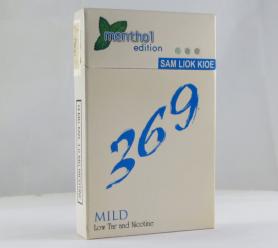 menthol
edition
SAM LIOK KIOE
369
MILD
Low Tar and Nicotine